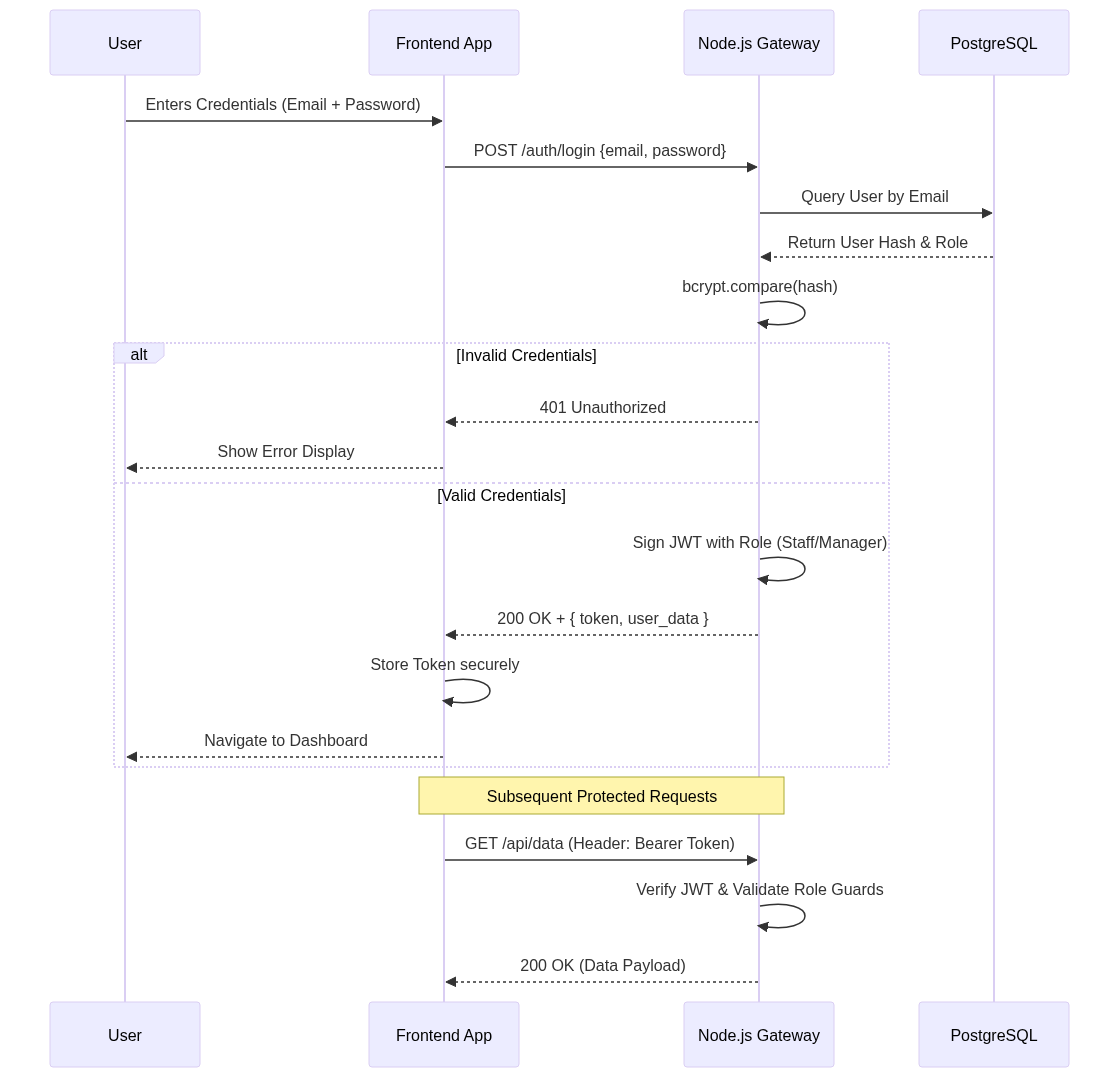 User
Frontend App
Node.js Gateway
PostgreSQL
Enters Credentials (Email + Password)
POST /auth/login {email, password}
Query User by Email
Return User Hash & Role
bcrypt.compare(hash)
alt
[Invalid Credentials]
401 Unauthorized
Show Error Display
[Valid Credentials]
Sign JWT with Role (Staff/Manager)
200 OK + { token, user_data }
Store Token securely
Navigate to Dashboard
Subsequent Protected Requests
GET /api/data (Header: Bearer Token)
Verify JWT & Validate Role Guards
200 OK (Data Payload)
User
Frontend App
Node.js Gateway
PostgreSQL